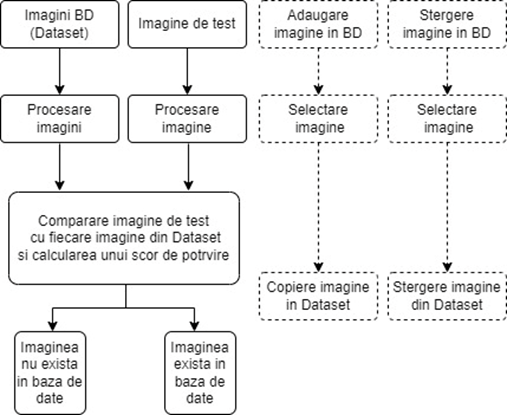 Imagini BD
(Dataset)
Imagine de test
Adaugare
imagine in BD
Stergere
imagine in BD
Procesare
imagini
Procesare
imagine
Selectare
imagine
Selectare
imagine
Comparare imagine de test
cu fiecare imagine din Dataset
si calcularea unui scor de potrvire
Copiere imagine
in Dataset
Stergere imagine
din Dataset
Imaginea
nu exista
in baza de
date
Imaginea
exista in
baza de
date